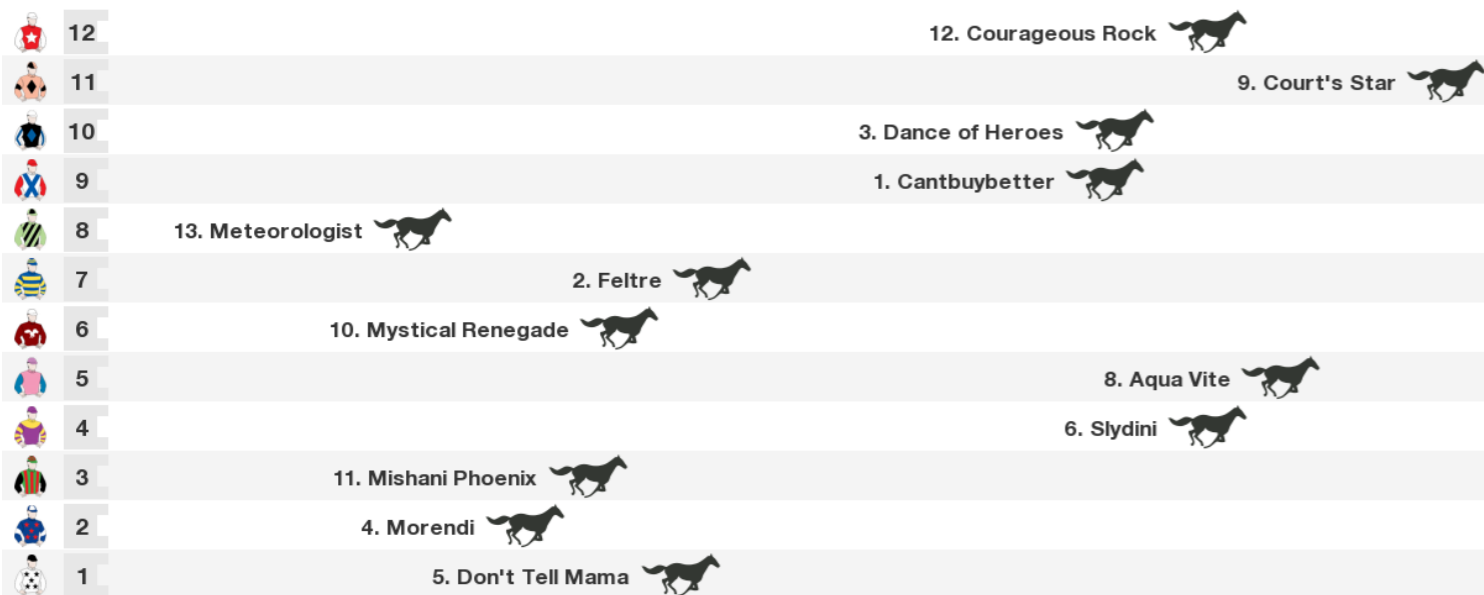 12 12. Courageous Rock
11 9. Court's Star
10 3. Dance of Heroes
9 1. Cantbuybetter
8 13. Meteorologist
7 2. Feltre
6 10. Mystical Renegade
5 8. Aqua Vite
4 6. Slydini
3 11. Mishani Phoenix
2 4. Morendi
1 5. Don't Tell Mama